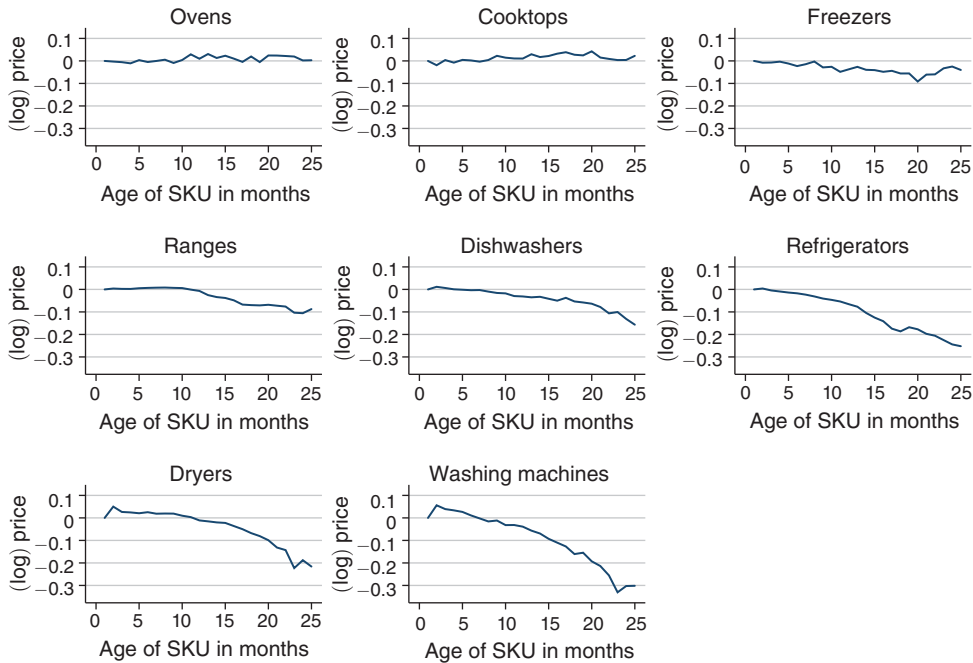 Ovens
(log) price
0.1
0
−0.1
−0.2
−0.3
0 5 10 15 20 25
Age of SKU in months
Cooktops
(log) price
0.1
0
−0.1
−0.2
−0.3
0 5 10 15 20 25
Age of SKU in months
Freezers
(log) price
0.1
0
−0.1
−0.2
−0.3
0 5 10 15 20 25
Age of SKU in months
Ranges
(log) price
0.1
0
−0.1
−0.2
−0.3
0 5 10 15 20 25
Age of SKU in months
Dishwashers
(log) price
0.1
0
−0.1
−0.2
−0.3
0 5 10 15 20 25
Age of SKU in months
Refrigerators
(log) price
0.1
0
−0.1
−0.2
−0.3
0 5 10 15 20 25
Age of SKU in months
Dryers
(log) price
0.1
0
−0.1
−0.2
−0.3
0 5 10 15 20 25
Age of SKU in months
Washing machines
(log) price
0.1
0
−0.1
−0.2
−0.3
0 5 10 15 20 25
Age of SKU in months